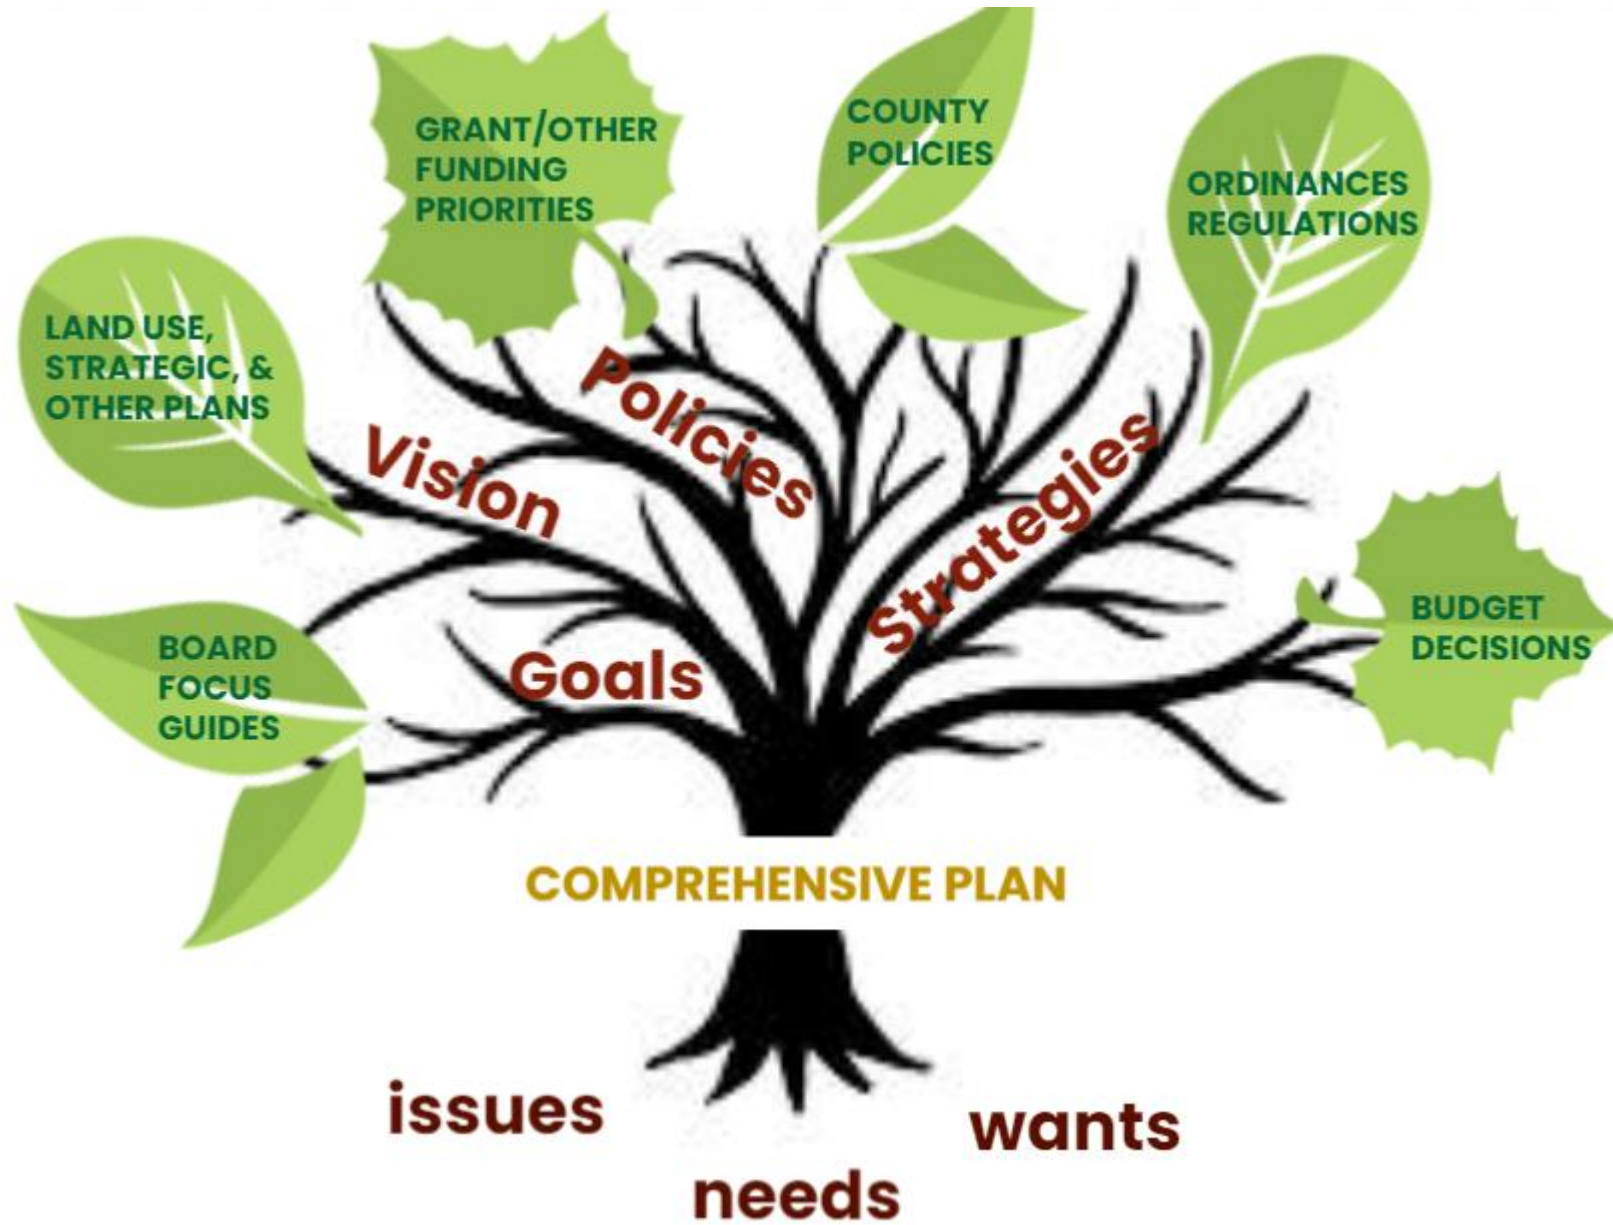 GRANT/OTHER
FUNDING
PRIORITIES
COUNTY
POLICIES
ORDINANCES
REGULATIONS
LAND USE,
STRATEGIC, &
OTHER PLANS
Policies
Vision
Strategies
BOARD
FOCUS
GUIDES
Goals
BUDGET
DECISIONS
COMPREHENSIVE PLAN
issues
wants
needs